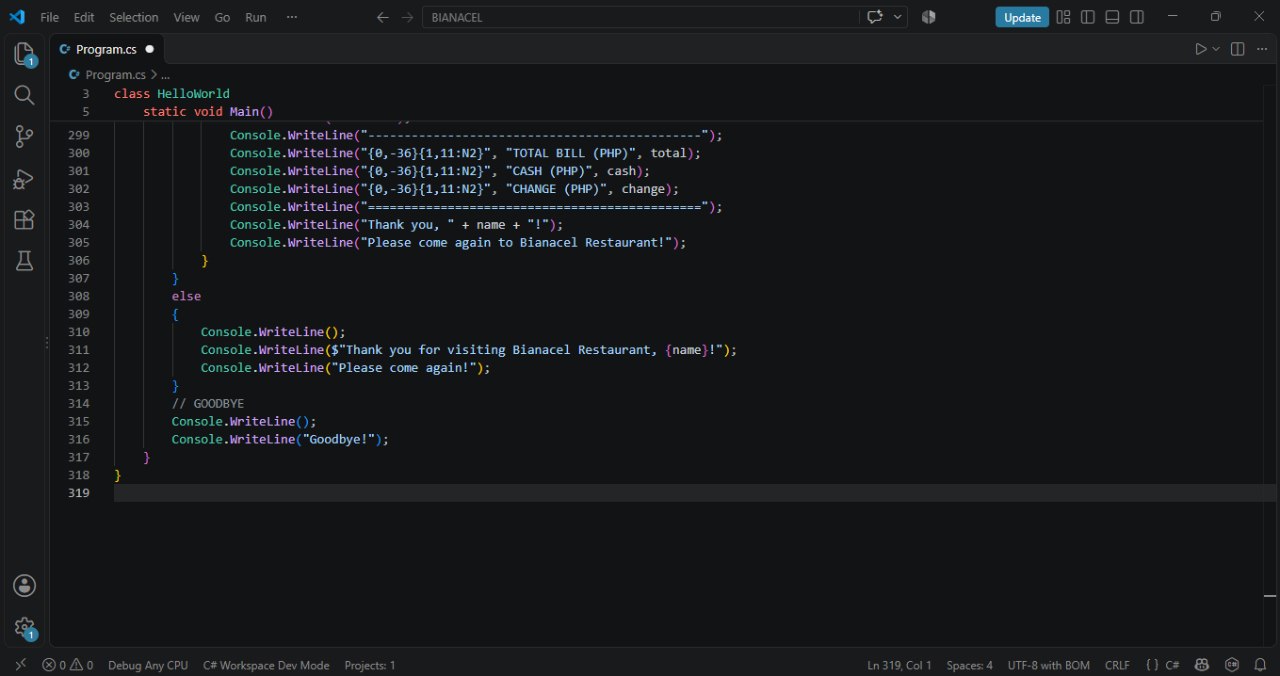 File Edit Selection View Go Run ··· BIANACEL Update
Program.cs
Program.cs > ...
3 class HelloWorld
5 static void Main()
299 Console.WriteLine("----------------------------------------------");
300 Console.WriteLine("{0,-36}{1,11:N2}", "TOTAL BILL (PHP)", total);
301 Console.WriteLine("{0,-36}{1,11:N2}", "CASH (PHP)", cash);
302 Console.WriteLine("{0,-36}{1,11:N2}", "CHANGE (PHP)", change);
303 Console.WriteLine("==============================================");
304 Console.WriteLine("Thank you, " + name + "!");
305 Console.WriteLine("Please come again to Bianacel Restaurant!");
306 }
307 }
308 else
309 {
310 Console.WriteLine();
311 Console.WriteLine($"Thank you for visiting Bianacel Restaurant, {name}!");
312 Console.WriteLine("Please come again!");
313 }
314 // GOODBYE
315 Console.WriteLine();
316 Console.WriteLine("Goodbye!");
317 }
318 }
319
1
1
0 0 Debug Any CPU C# Workspace Dev Mode Projects: 1 Ln 319, Col 1 Spaces: 4 UTF-8 with BOM CRLF { } C#